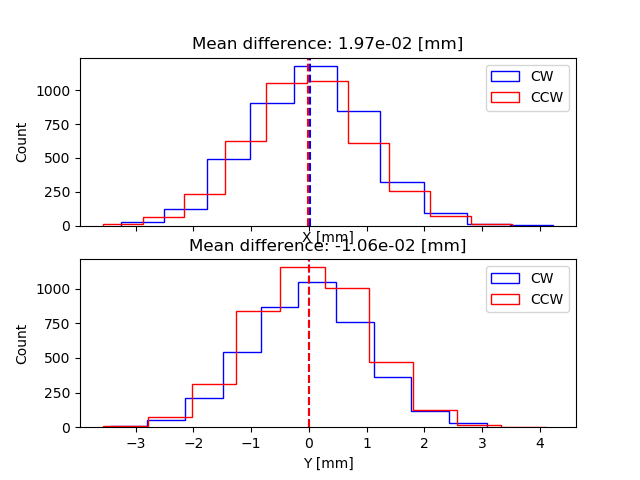 Mean difference: 1.97e-02 [mm]
Count
1000
750
500
250
0
CW
CCW
X [mm]
Mean difference: -1.06e-02 [mm]
Count
1000
750
500
250
0
CW
CCW
−3 −2 −1 0 1 2 3 4
Y [mm]